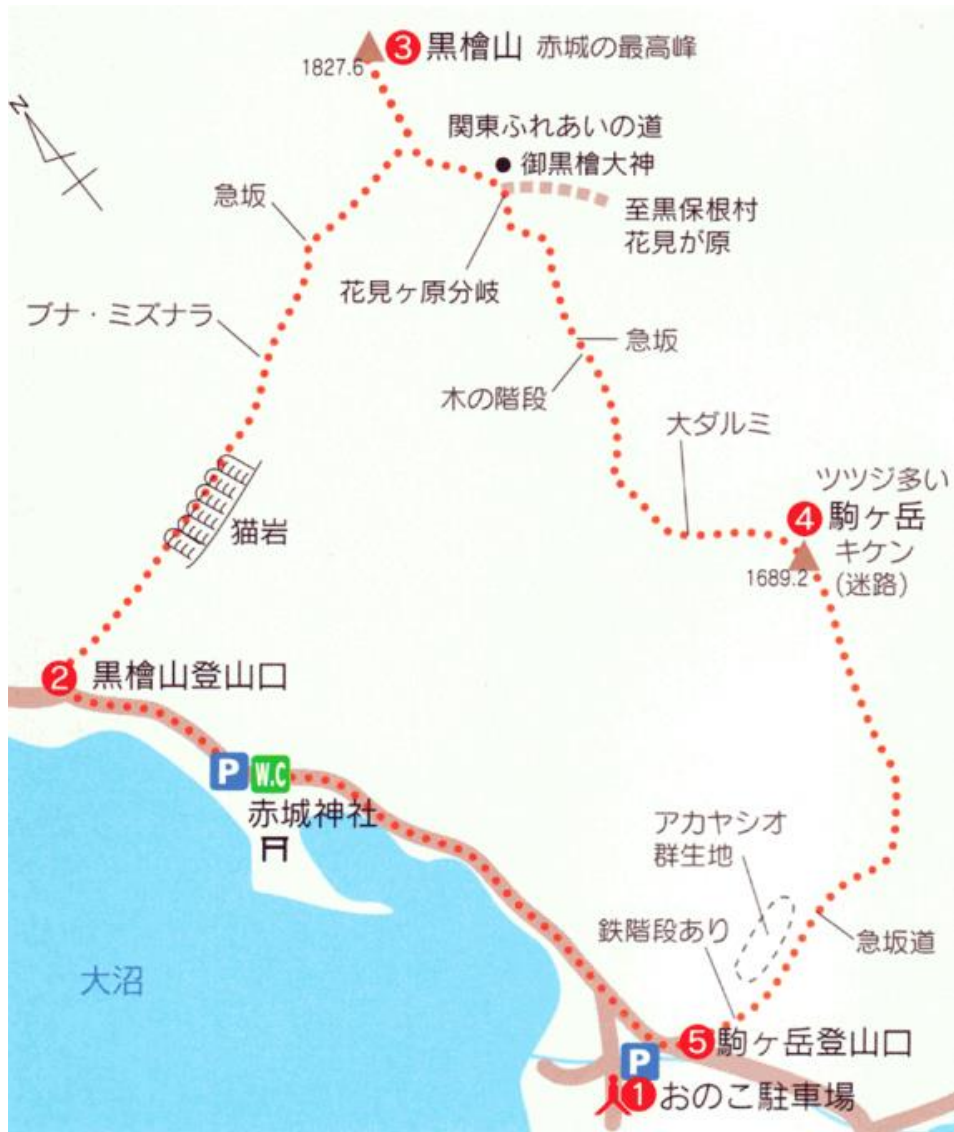 3 黒檜山 赤城の最高峰
1827.6
N
関東ふれあいの道
御黒檜大神
至黒保根村
花見が原
急坂
花見ヶ原分岐
ブナ・ミズナラ
急坂
木の階段
大ダルミ
ツツジ多い
4 駒ヶ岳
キケン
(迷路)
1689.2
猫岩
2 黒檜山登山口
P W.C
赤城神社
アカヤシオ
群生地
鉄階段あり
急坂道
大沼
5 駒ヶ岳登山口
P
1 おのこ駐車場